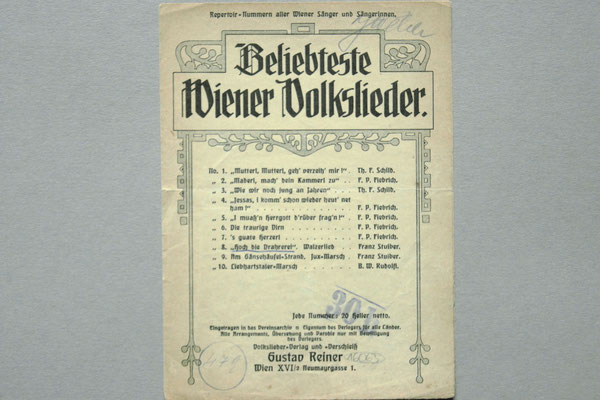 Repertoir-Nummern aller Wiener Sänger und Sängerinnen.
Beliebteste
Wiener Volkslieder.
No. 1. „Mutterl, Mutterl, geh' verzeih' mir!“ Th. F. Schild.
„ 2. „Maderl, mach' dein Kammerl zu“ . . F. P. Fiebrich.
„ 3. „Wie wir noch jung an Jahren“ . . Th. F. Schild.
„ 4. „Jessas, i komm' schon wieder heut' net
ham!“ . . . F. P. Fiebrich.
„ 5. „I muaß'n Herrgott d'rüber frag'n!“ . F. P. Fiebrich.
„ 6. Die traurige Dirn . . . F. P. Fiebrich.
„ 7. 's guate Herzerl . . . F. P. Fiebrich.
„ 8. „Hoch die Drahrerei!“, Walzerlied . Franz Stuiber.
„ 9. Am Gänsehäufel-Strand, Jux-Marsch . Franz Stuiber.
„ 10. Liebhartstaler-Marsch . . . B. W. Rudolfi.
Jede Nummer: 20 Heller netto.
301
Eingetragen in das Vereinsarchiv u. Eigentum des Verlegers für alle Länder.
Alle Arrangements, Übersetzung und Parodie nur mit Bewilligung
des Verlegers.
Volkslieder-Verlag und -Verschleiß
Gustav Reiner
Wien XVI/2 Neumayrgasse 1.